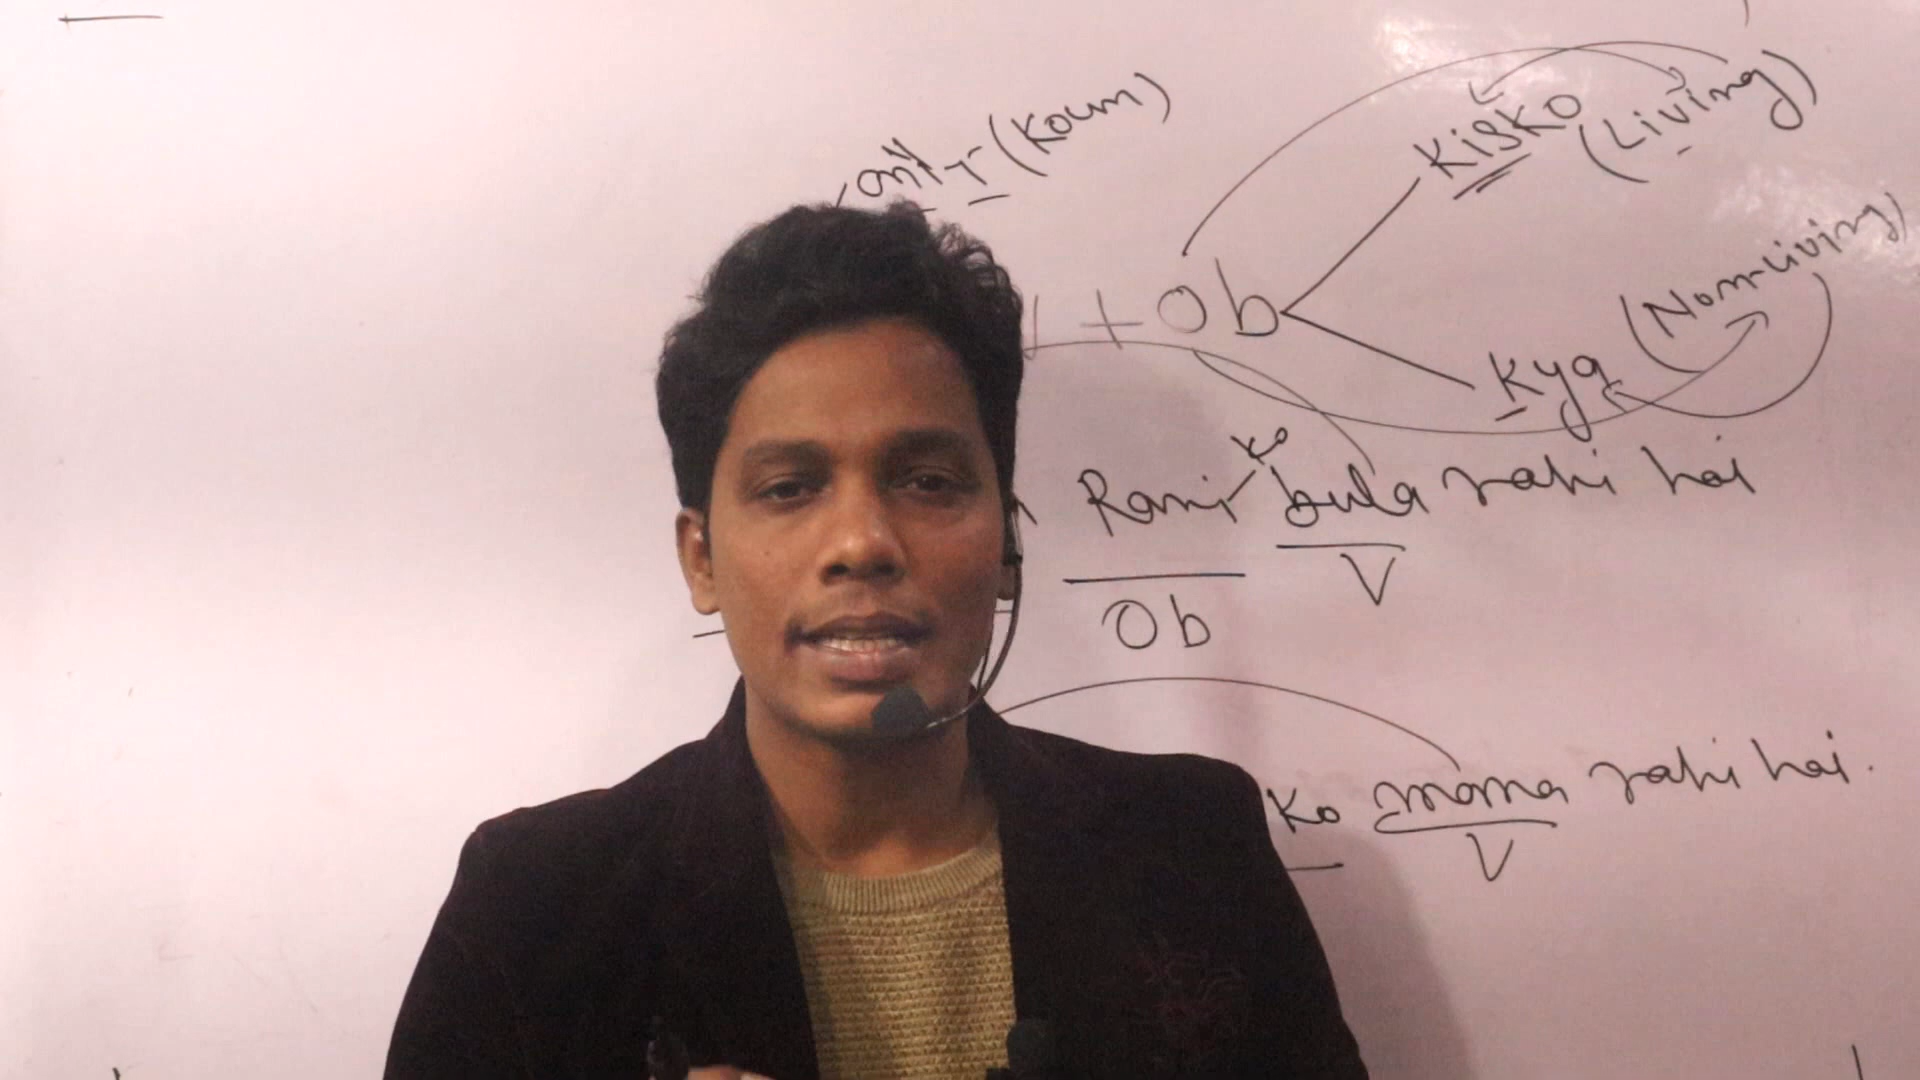 (Koun)
Kisko (Living)
+ Ob
Kya (Non-Living)
ko
Rani bula rahi hai
V
Ob
Ko mana rahi hai.
V